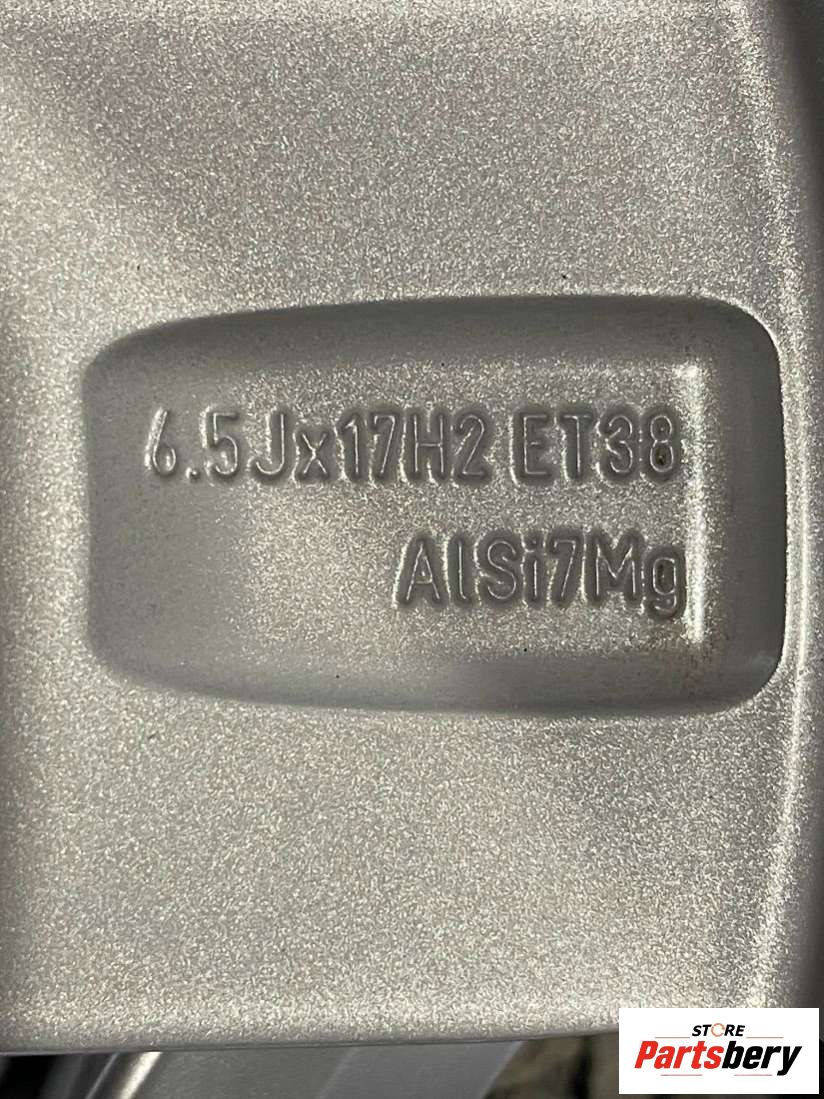 6.5Jx17H2 ET38
AlSi7Mg
STORE
Partsbery